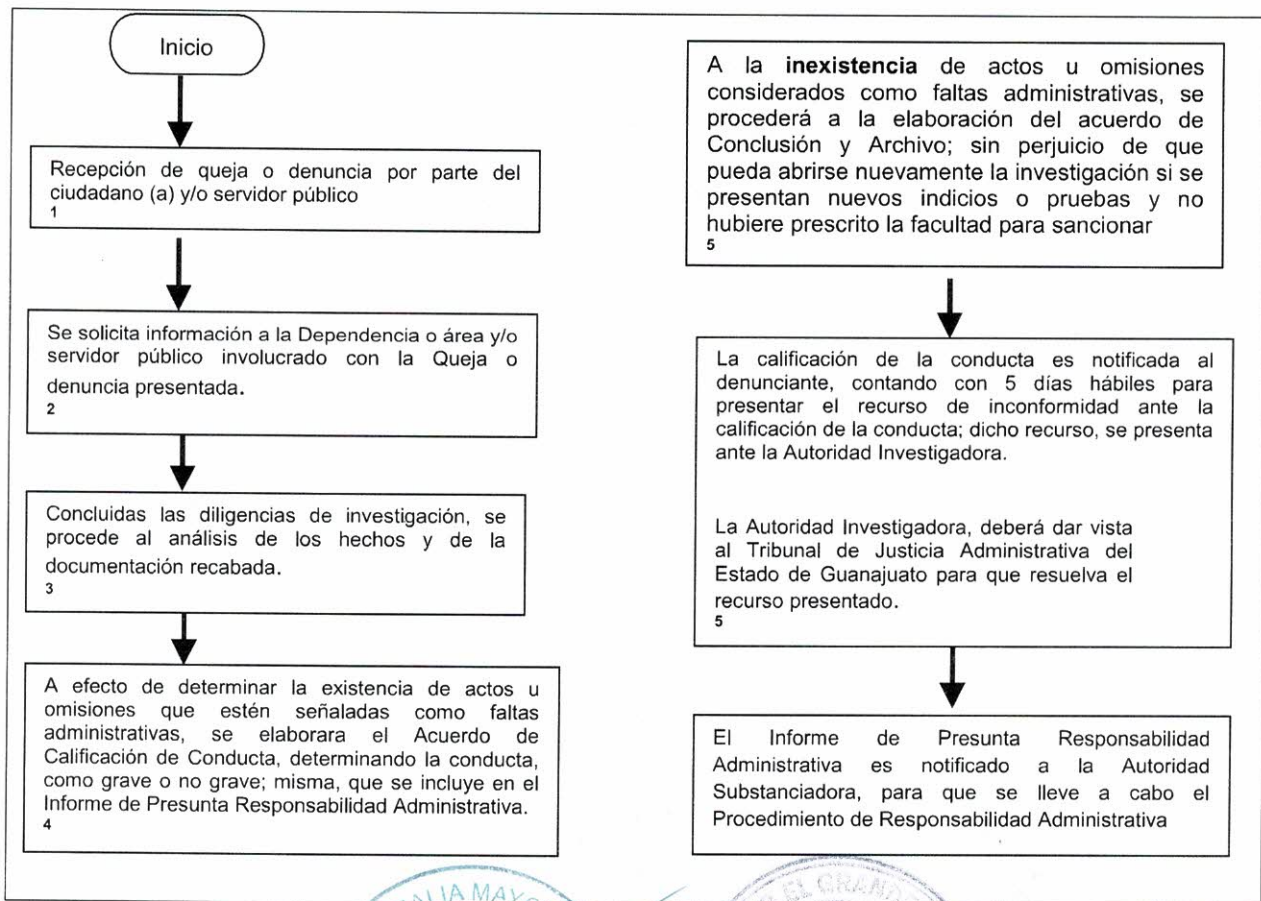 Inicio
Recepción de queja o denuncia por parte del
ciudadano (a) y/o servidor público
1
Se solicita información a la Dependencia o área y/o
servidor público involucrado con la Queja o
denuncia presentada.
2
Concluidas las diligencias de investigación, se
procede al análisis de los hechos y de la
documentación recabada.
3
A efecto de determinar la existencia de actos u
omisiones que estén señaladas como faltas
administrativas, se elaborara el Acuerdo de
Calificación de Conducta, determinando la conducta,
como grave o no grave; misma, que se incluye en el
Informe de Presunta Responsabilidad Administrativa.
4
A la inexistencia de actos u omisiones
considerados como faltas administrativas, se
procederá a la elaboración del acuerdo de
Conclusión y Archivo; sin perjuicio de que
pueda abrirse nuevamente la investigación si se
presentan nuevos indicios o pruebas y no
hubiere prescrito la facultad para sancionar
5
La calificación de la conducta es notificada al
denunciante, contando con 5 días hábiles para
presentar el recurso de inconformidad ante la
calificación de la conducta; dicho recurso, se presenta
ante la Autoridad Investigadora.
La Autoridad Investigadora, deberá dar vista
al Tribunal de Justicia Administrativa del
Estado de Guanajuato para que resuelva el
recurso presentado.
5
El Informe de Presunta Responsabilidad
Administrativa es notificado a la Autoridad
Substanciadora, para que se lleve a cabo el
Procedimiento de Responsabilidad Administrativa
EL GRAN